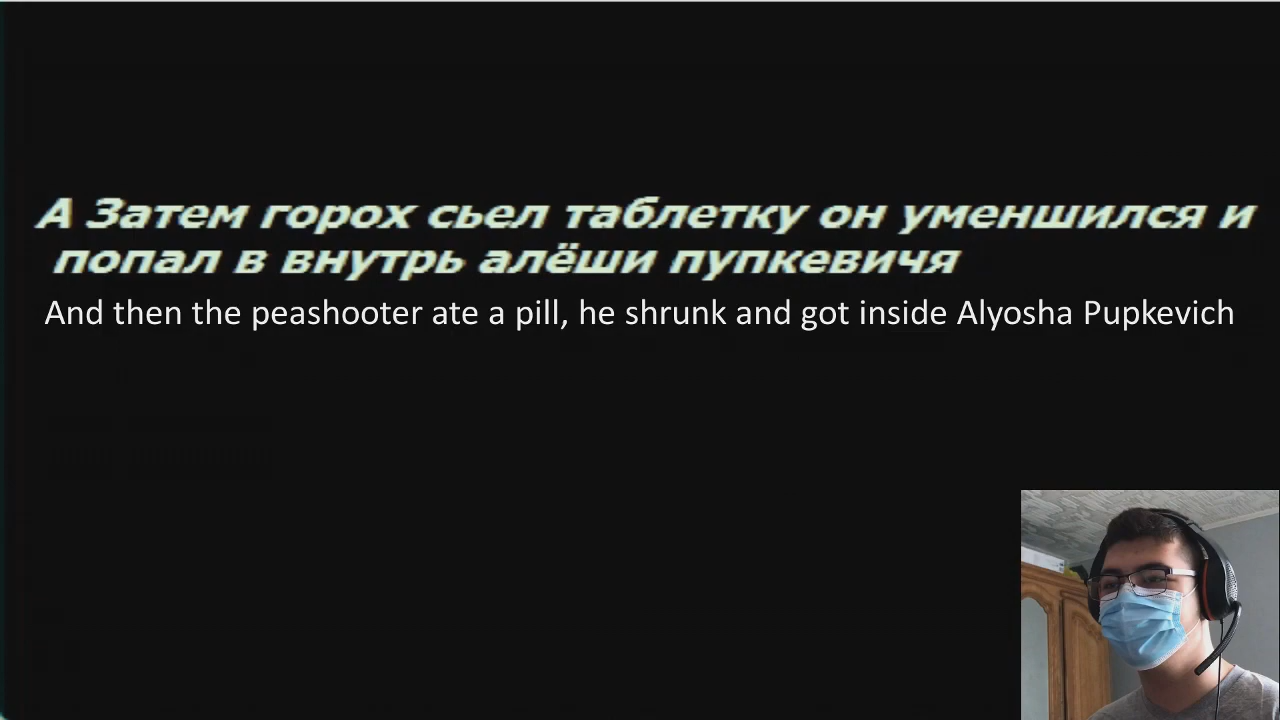 А Затем горох сьел таблетку он уменшился и
попал в внутрь алёши пупкевичя
And then the peashooter ate a pill, he shrunk and got inside Alyosha Pupkevich